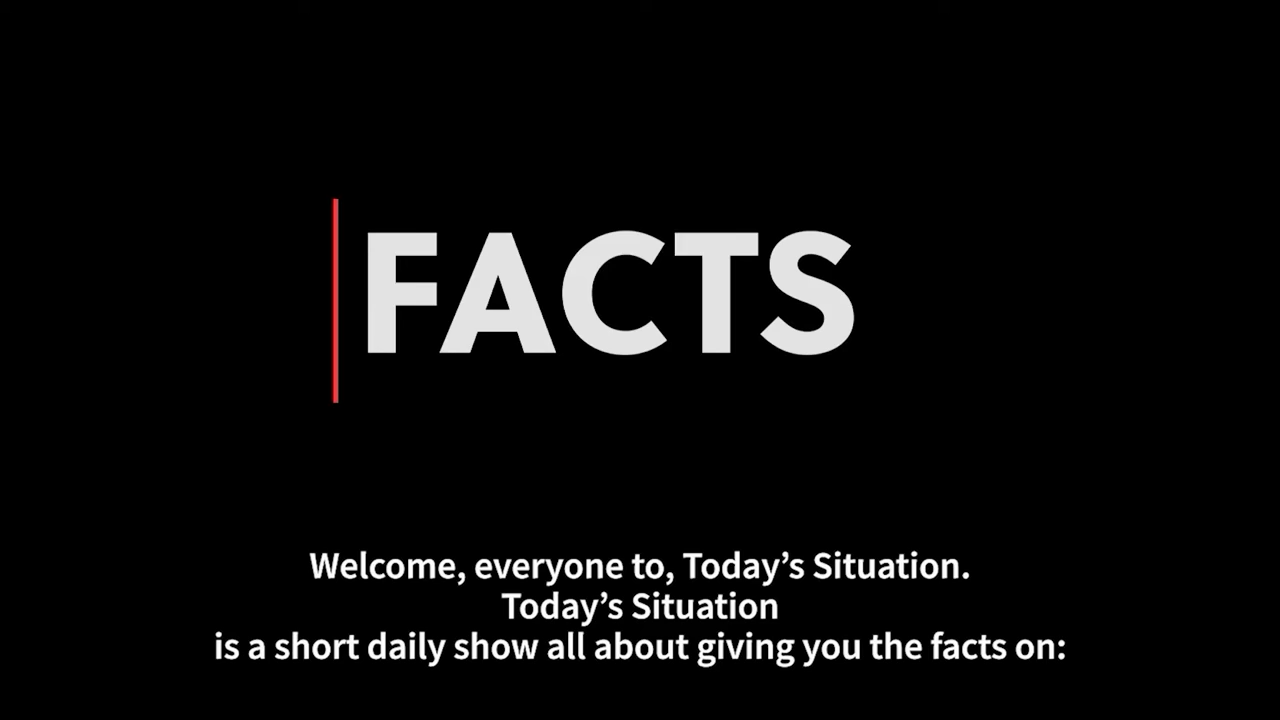 FACTS
Welcome, everyone to, Today’s Situation.
Today’s Situation
is a short daily show all about giving you the facts on: